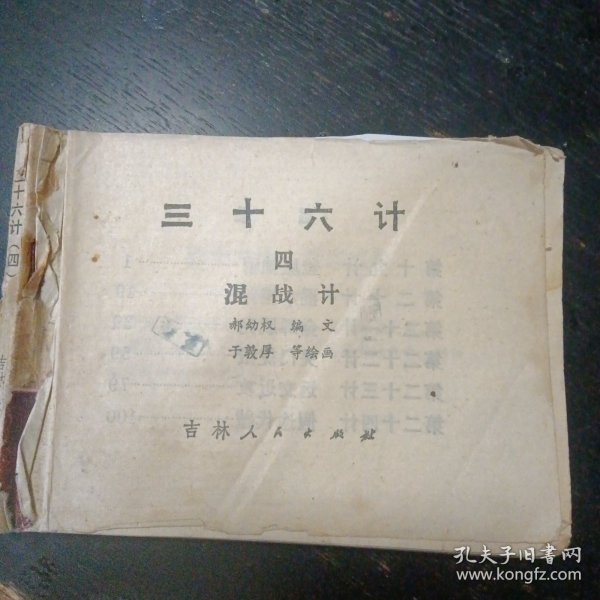 三十六计
四
混战计
郝幼权 编文
于敦厚 等绘画
吉林人民出版社
三十六计(四)
孔夫子旧书网
www.kongfz.com